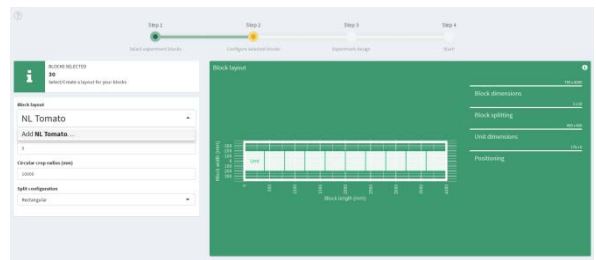 Step 1
Step 2
Step 3
Step 4
Select experiment blocks
Configure selected blocks
Experiment design
Start
BLOCKS SELECTED
30
Select/Create a layout for your blocks
Block layout
NL Tomato
Add NL Tomato...
Circular crop radius (mm)
10000
Split configuration
Rectangular
Block layout
Block dimensions
Block splitting
Unit dimensions
Positioning
Block width (mm)
Unit
Block length (mm)